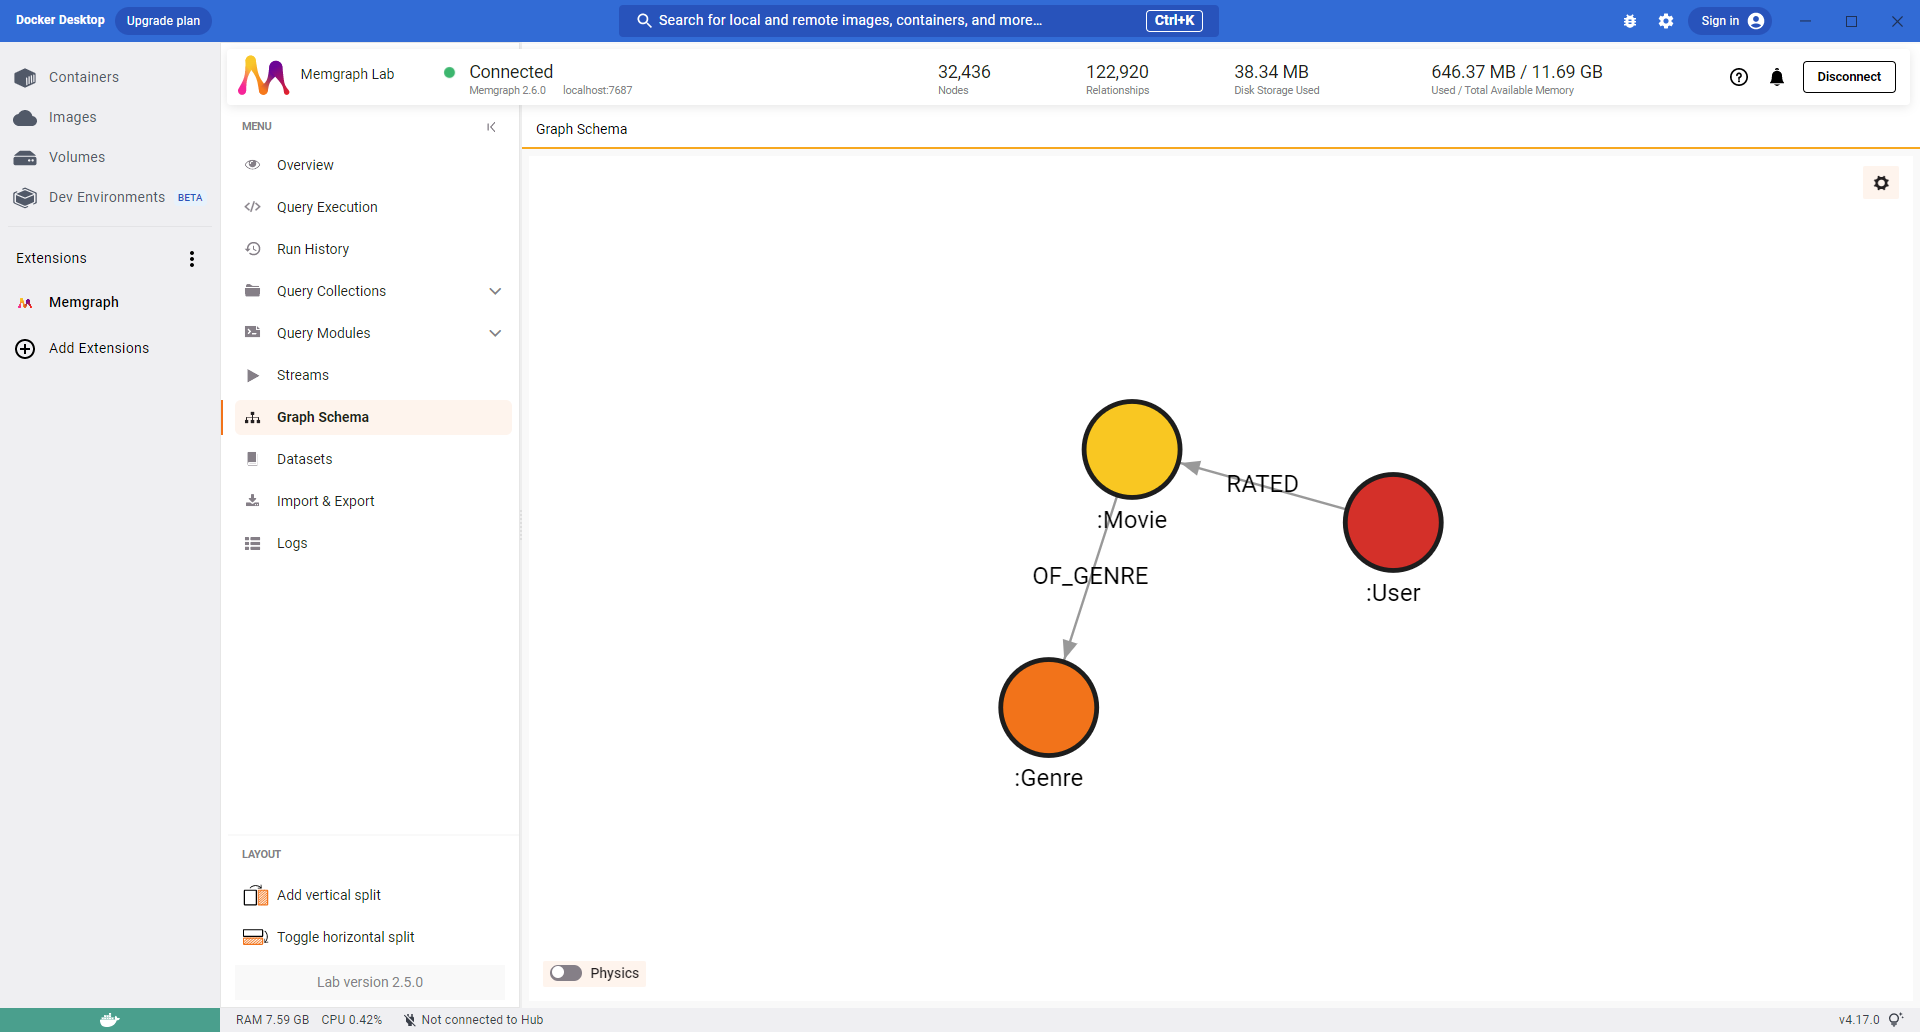 Docker Desktop
Upgrade plan
Search for local and remote images, containers, and more...
Ctrl+K
Sign in
Containers
Images
Volumes
Dev Environments BETA
Extensions
Memgraph
Add Extensions
Memgraph Lab
Connected
Memgraph 2.6.0 localhost:7687
32,436
Nodes
122,920
Relationships
38.34 MB
Disk Storage Used
646.37 MB / 11.69 GB
Used / Total Available Memory
Disconnect
MENU
Overview
Query Execution
Run History
Query Collections
Query Modules
Streams
Graph Schema
Datasets
Import & Export
Logs
LAYOUT
Add vertical split
Toggle horizontal split
Lab version 2.5.0
Graph Schema
RATED
:Movie
OF_GENRE
:User
:Genre
Physics
RAM 7.59 GB CPU 0.42% Not connected to Hub
v4.17.0